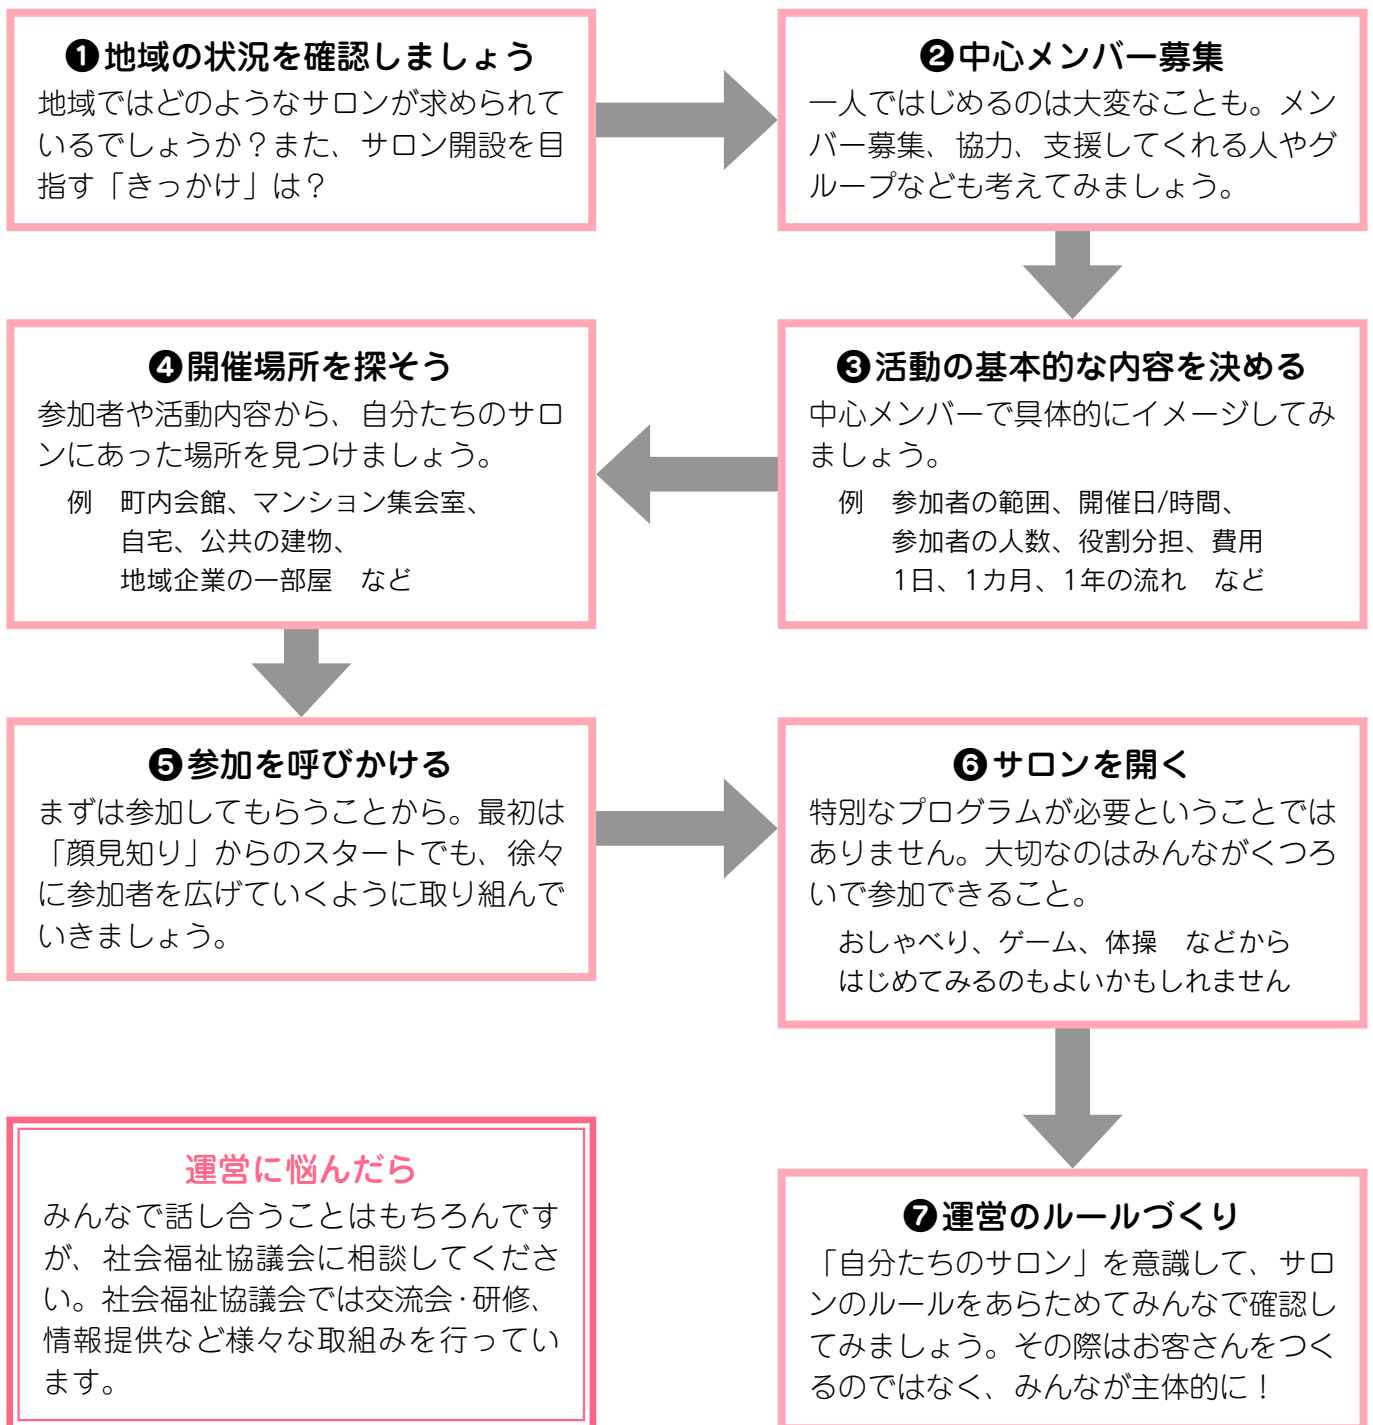 ❶地域の状況を確認しましょう
地域ではどのようなサロンが求められて
いるでしょうか？また、サロン開設を目
指す「きっかけ」は？
❷中心メンバー募集
一人ではじめるのは大変なことも。メン
バー募集、協力、支援してくれる人やグ
ループなども考えてみましょう。
❸活動の基本的な内容を決める
中心メンバーで具体的にイメージしてみ
ましょう。
例　参加者の範囲、開催日/時間、
参加者の人数、役割分担、費用
1日、1カ月、1年の流れ　など
❹開催場所を探そう
参加者や活動内容から、自分たちのサロ
ンにあった場所を見つけましょう。
例　町内会館、マンション集会室、
自宅、公共の建物、
地域企業の一部屋　など
❺参加を呼びかける
まずは参加してもらうことから。最初は
「顔見知り」からのスタートでも、徐々
に参加者を広げていくように取り組んで
いきましょう。
❻サロンを開く
特別なプログラムが必要ということでは
ありません。大切なのはみんながくつろ
いで参加できること。
おしゃべり、ゲーム、体操　などから
はじめてみるのもよいかもしれません
❼運営のルールづくり
「自分たちのサロン」を意識して、サロ
ンのルールをあらためてみんなで確認し
てみましょう。その際はお客さんをつく
るのではなく、みんなが主体的に！
運営に悩んだら
みんなで話し合うことはもちろんです
が、社会福祉協議会に相談してくださ
い。社会福祉協議会では交流会・研修、
情報提供など様々な取組みを行ってい
ます。